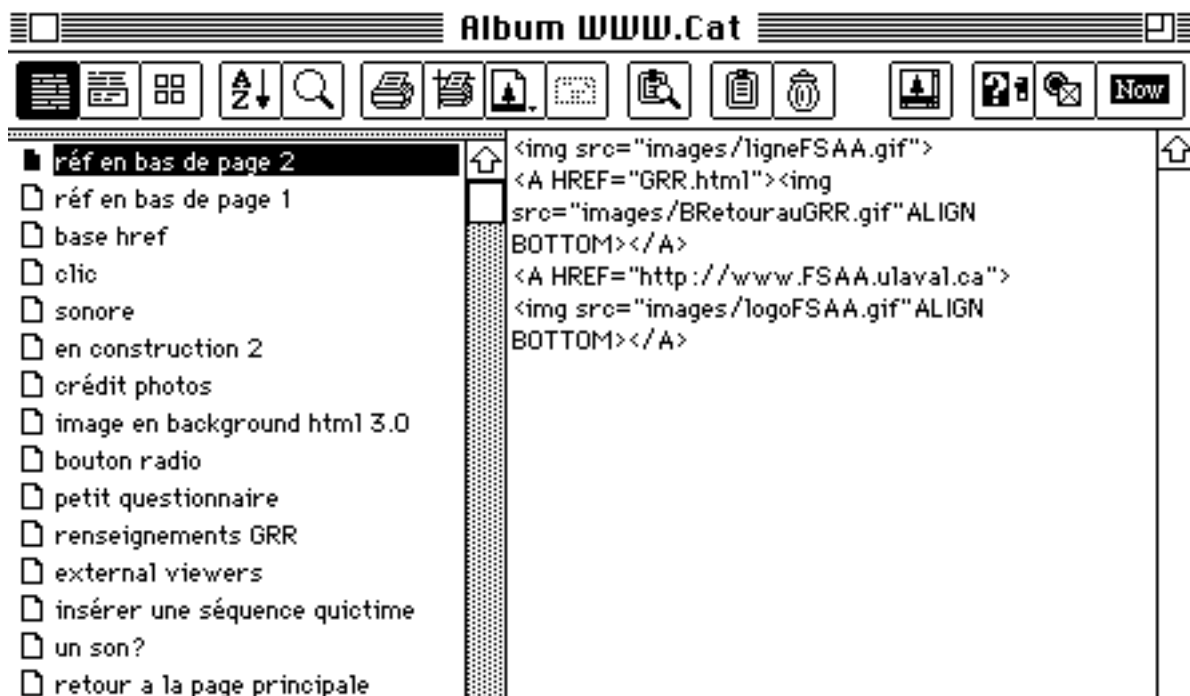 Album WWW.Cat
A
Z
?
Now
réf en bas de page 2
réf en bas de page 1
base href
clic
sonore
en construction 2
crédit photos
image en background html 3.0
bouton radio
petit questionnaire
renseignements GRR
external viewers
insérer une séquence quictime
un son?
retour a la page principale
<img src="images/ligneFSAA.gif">
<A HREF="GRR.html"><img
src="images/BRetourauGRR.gif"ALIGN
BOTTOM></A>
<A HREF="http://www.FSAA.ulaval.ca">
<img src="images/logoFSAA.gif"ALIGN
BOTTOM></A>